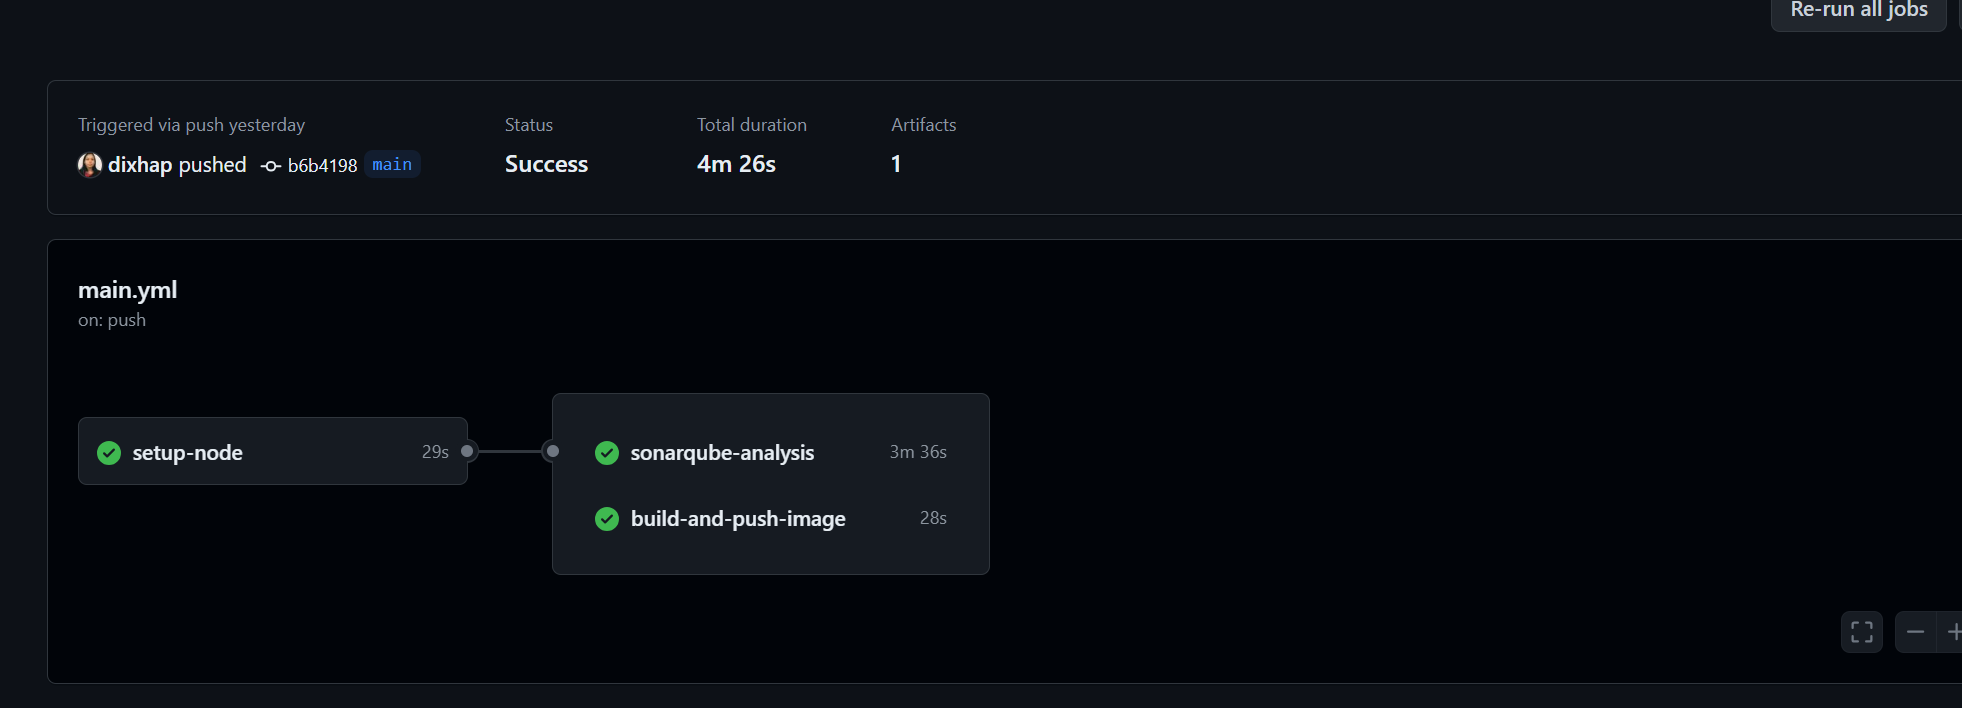 Re-run all jobs
Triggered via push yesterday
dixhap pushed b6b4198 main
Status
Success
Total duration
4m 26s
Artifacts
1
main.yml
on: push
setup-node 29s
sonarqube-analysis 3m 36s
build-and-push-image 28s